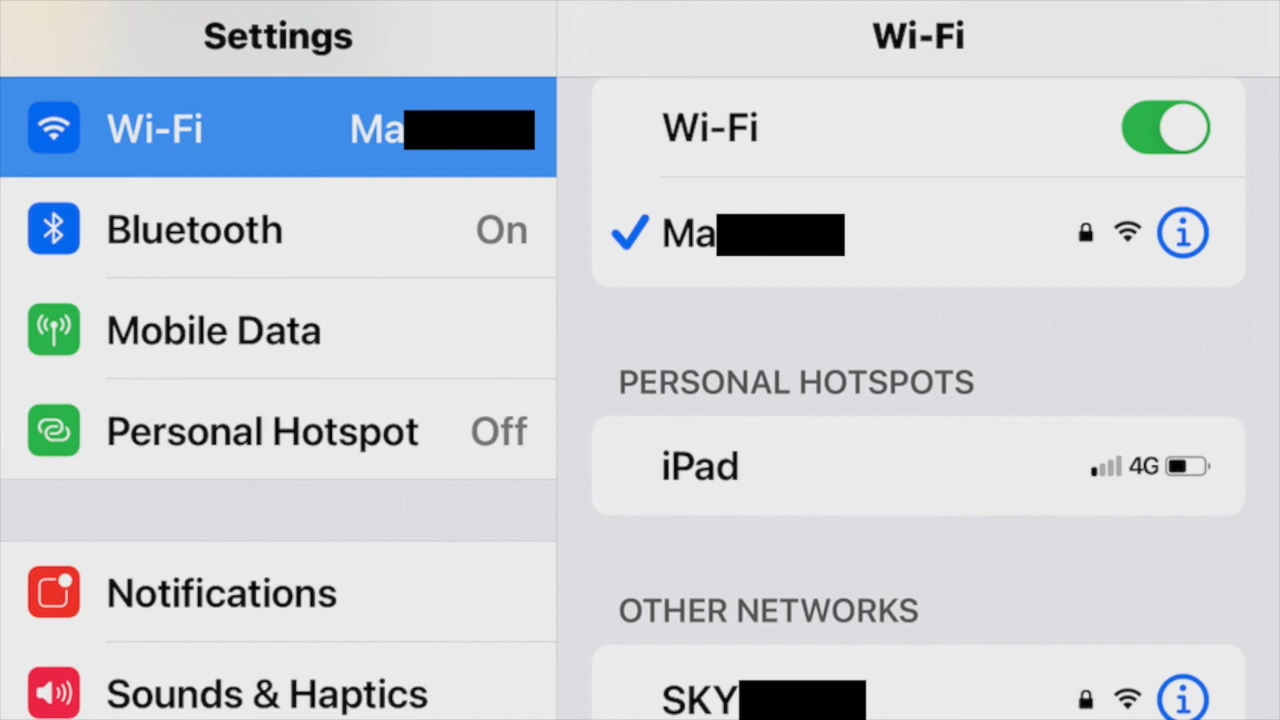 Settings
Wi-Fi Ma
Bluetooth On
Mobile Data
Personal Hotspot Off
Notifications
Sounds & Haptics
Wi-Fi
Wi-Fi
Ma
PERSONAL HOTSPOTS
iPad 4G
OTHER NETWORKS
SKY